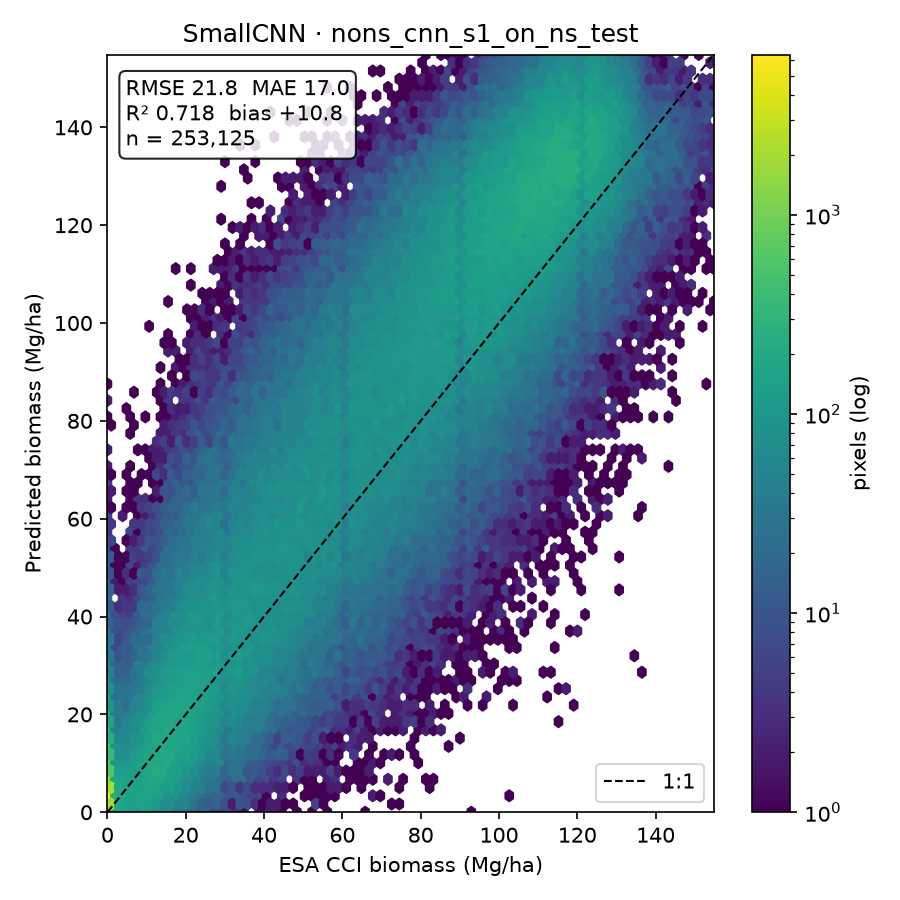 SmallCNN · nons_cnn_s1_on_ns_test
RMSE 21.8  MAE 17.0
R² 0.718  bias +10.8
n = 253,125
Predicted biomass (Mg/ha)
140
120
100
80
60
40
20
0
0 20 40 60 80 100 120 140
ESA CCI biomass (Mg/ha)
1:1
10³
10²
10¹
10⁰
pixels (log)